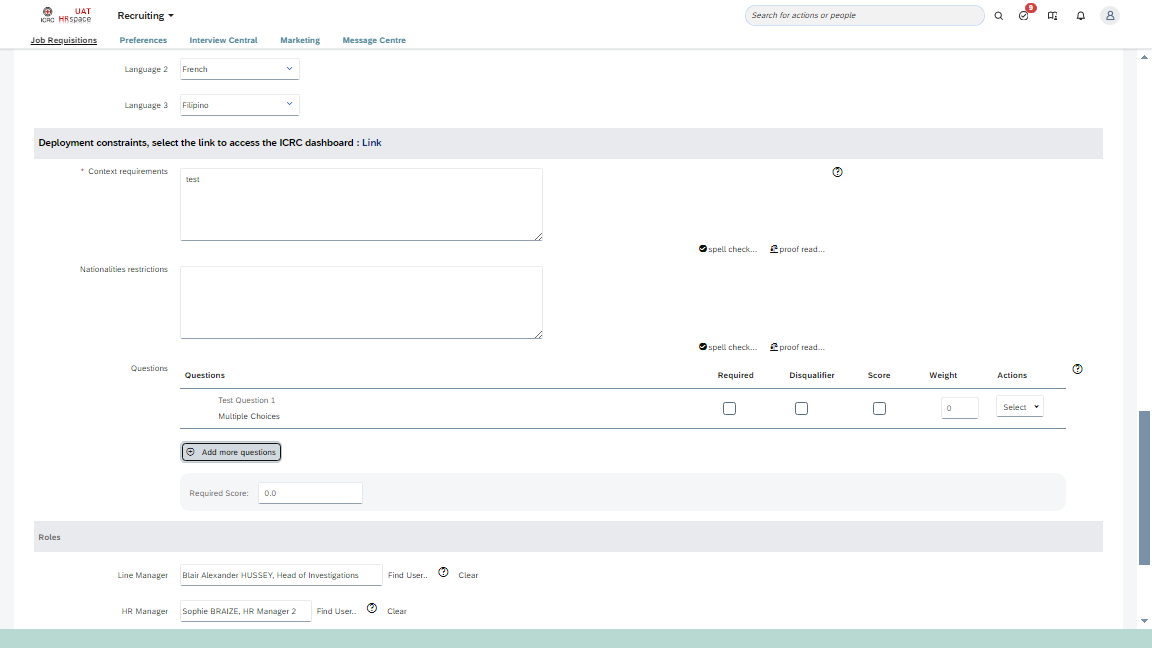 ICRC
UAT
HRspace
Recruiting
Search for actions or people
9
Job Requisitions Preferences Interview Central Marketing Message Centre
Language 2 French
Language 3 Filipino
Deployment constraints, select the link to access the ICRC dashboard : Link
* Context requirements test
spell check... proof read...
Nationalities restrictions
spell check... proof read...
Questions
Questions Required Disqualifier Score Weight Actions
Test Question 1
Multiple Choices
0 Select
Add more questions
Required Score: 0.0
Roles
Line Manager Blair Alexander HUSSEY, Head of Investigations Find User.. Clear
HR Manager Sophie BRAIZE, HR Manager 2 Find User.. Clear